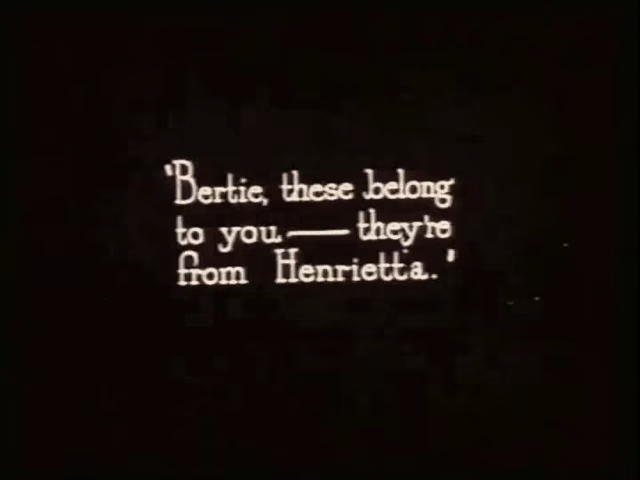 "Bertie, these belong
to you — they're
from Henrietta."